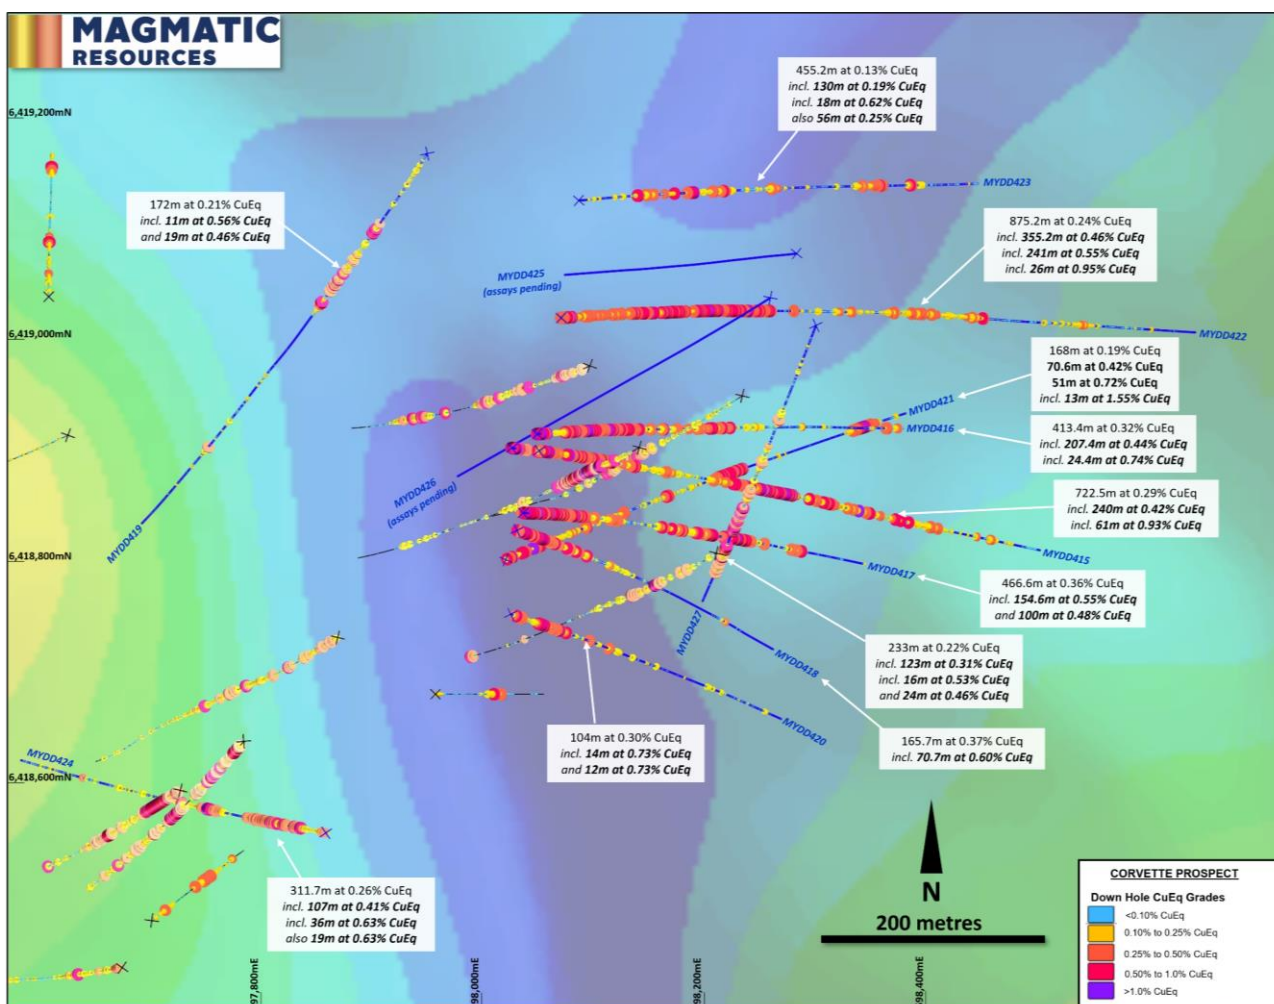 MAGMATIC
RESOURCES
455.2m at 0.13% CuEq
incl. 130m at 0.19% CuEq
incl. 18m at 0.62% CuEq
also 56m at 0.25% CuEq
6,419,200mN
MYDD423
172m at 0.21% CuEq
incl. 11m at 0.56% CuEq
and 19m at 0.46% CuEq
875.2m at 0.24% CuEq
incl. 355.2m at 0.46% CuEq
incl. 241m at 0.55% CuEq
incl. 26m at 0.95% CuEq
MYDD425
(assays pending)
6,419,000mN
MYDD422
168m at 0.19% CuEq
70.6m at 0.42% CuEq
51m at 0.72% CuEq
incl. 13m at 1.55% CuEq
MYDD421
MYDD416
413.4m at 0.32% CuEq
incl. 207.4m at 0.44% CuEq
incl. 24.4m at 0.74% CuEq
MYDD426
(assays pending)
722.5m at 0.29% CuEq
incl. 240m at 0.42% CuEq
incl. 61m at 0.93% CuEq
MYDD419
6,418,800mN
MYDD415
MYDD417
466.6m at 0.36% CuEq
incl. 154.6m at 0.55% CuEq
and 100m at 0.48% CuEq
MYDD427
MYDD418
233m at 0.22% CuEq
incl. 123m at 0.31% CuEq
incl. 16m at 0.53% CuEq
and 24m at 0.46% CuEq
MYDD420
104m at 0.30% CuEq
incl. 14m at 0.73% CuEq
and 12m at 0.73% CuEq
165.7m at 0.37% CuEq
incl. 70.7m at 0.60% CuEq
MYDD424
6,418,600mN
311.7m at 0.26% CuEq
incl. 107m at 0.41% CuEq
incl. 36m at 0.63% CuEq
also 19m at 0.63% CuEq
N
200 metres
CORVETTE PROSPECT
Down Hole CuEq Grades
<0.10% CuEq
0.10% to 0.25% CuEq
0.25% to 0.50% CuEq
0.50% to 1.0% CuEq
>1.0% CuEq
97,800mE
98,000mE
98,200mE
98,400mE